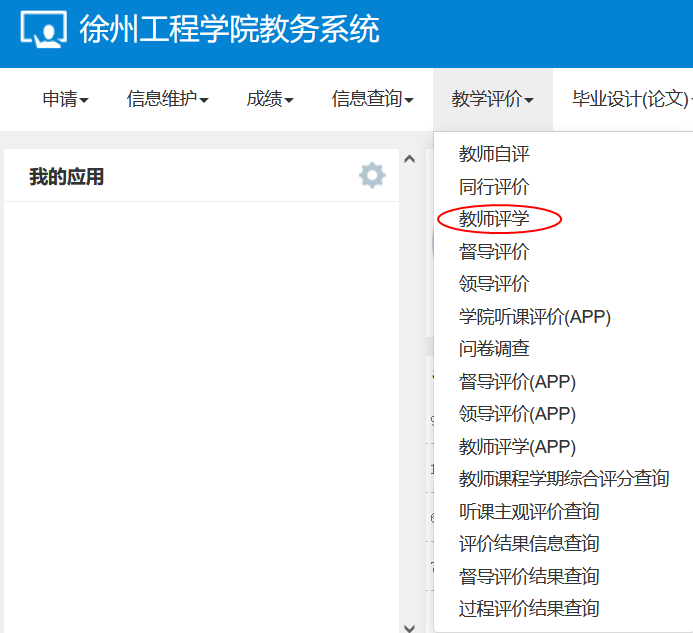 徐州工程学院教务系统
申请 信息维护 成绩 信息查询 教学评价 毕业设计(论文)
我的应用
教师自评
同行评价
教师评学
督导评价
领导评价
学院听课评价(APP)
问卷调查
督导评价(APP)
领导评价(APP)
教师评学(APP)
教师课程学期综合评分查询
听课主观评价查询
评价结果信息查询
督导评价结果查询
过程评价结果查询